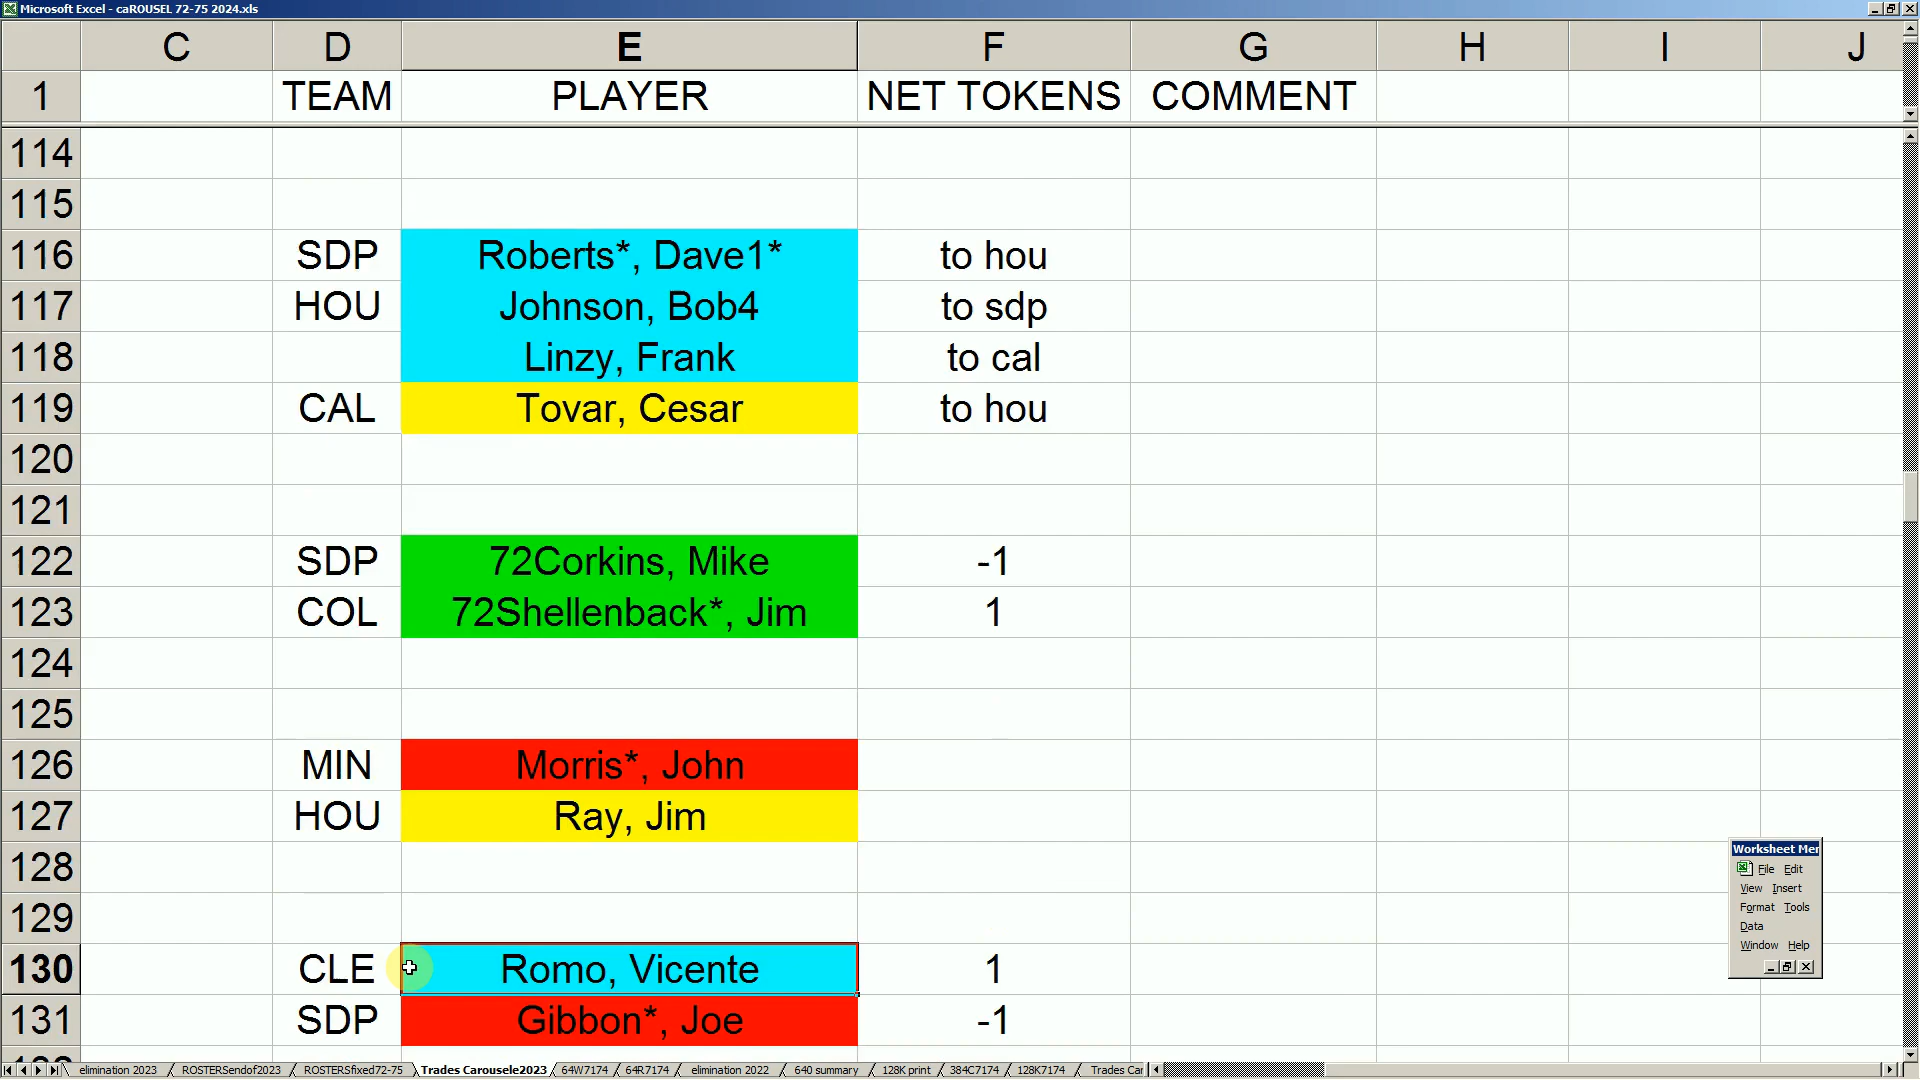 Microsoft Excel - caROUSEL 72-75 2024.xls
C D E F G H I J
1 TEAM PLAYER NET TOKENS COMMENT
114
115
116 SDP Roberts*, Dave1* to hou
117 HOU Johnson, Bob4 to sdp
118 Linzy, Frank to cal
119 CAL Tovar, Cesar to hou
120
121
122 SDP 72Corkins, Mike -1
123 COL 72Shellenback*, Jim 1
124
125
126 MIN Morris*, John
127 HOU Ray, Jim
128
129
130 CLE Romo, Vicente 1
131 SDP Gibbon*, Joe -1
Worksheet Mer
File Edit
View Insert
Format Tools
Data
Window Help
elimination 2023 ROSTERSendof2023 ROSTERSfixed72-75 Trades Carousele2023 64W7174 64R7174 elimination 2022 640 summary 128K print 384C7174 128K7174 Trades Car